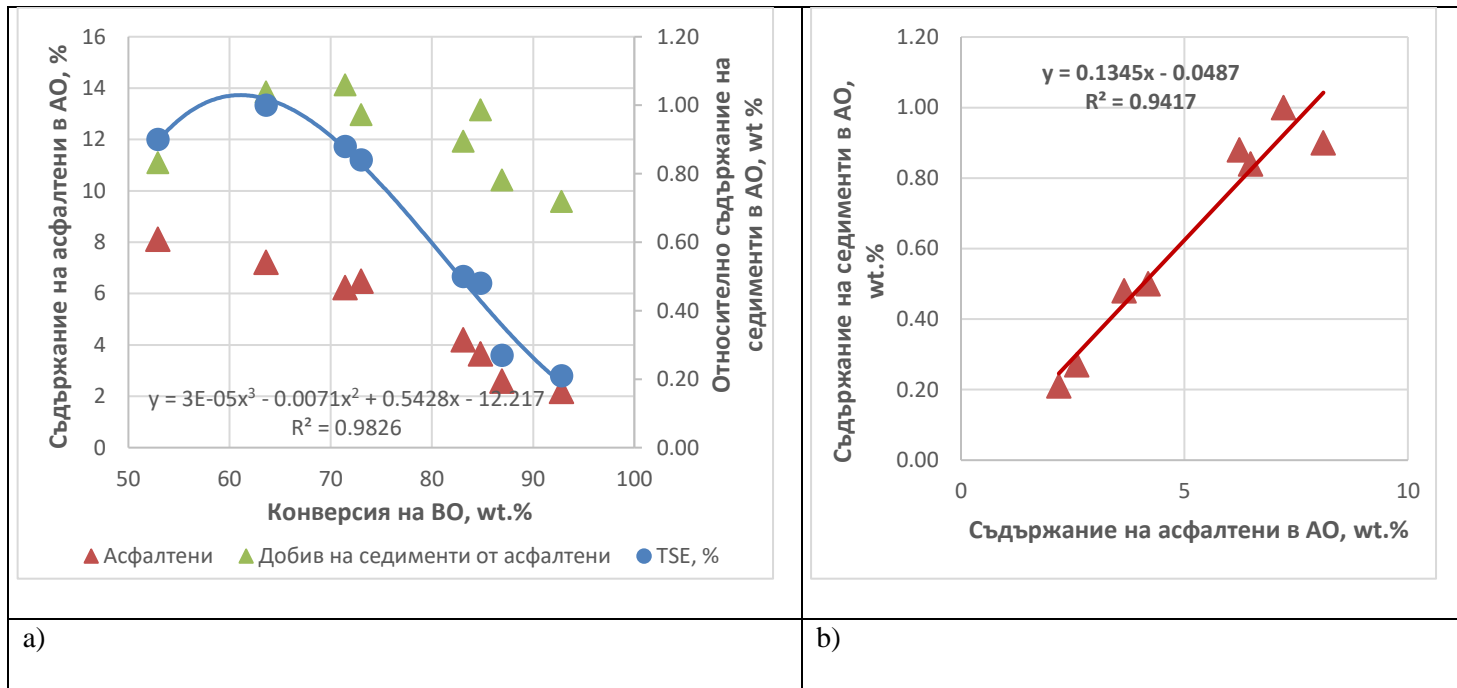 Съдържание на асфалтени в АО, %
16
14
12
10
8
6
4
2
0
1.20
1.00
0.80
0.60
0.40
0.20
0.00
Относително съдържание на
седименти в АО, wt %
y = 3E-05x³ - 0.0071x² + 0.5428x - 12.217
R² = 0.9826
50
60
70
80
90
100
Конверсия на ВО, wt.%
Асфалтени
Добив на седименти от асфалтени
TSE, %
a)
Съдържание на седименти в АО,
wt.%
1.20
1.00
0.80
0.60
0.40
0.20
0.00
y = 0.1345x - 0.0487
R² = 0.9417
0
5
10
Съдържание на асфалтени в АО, wt.%
b)